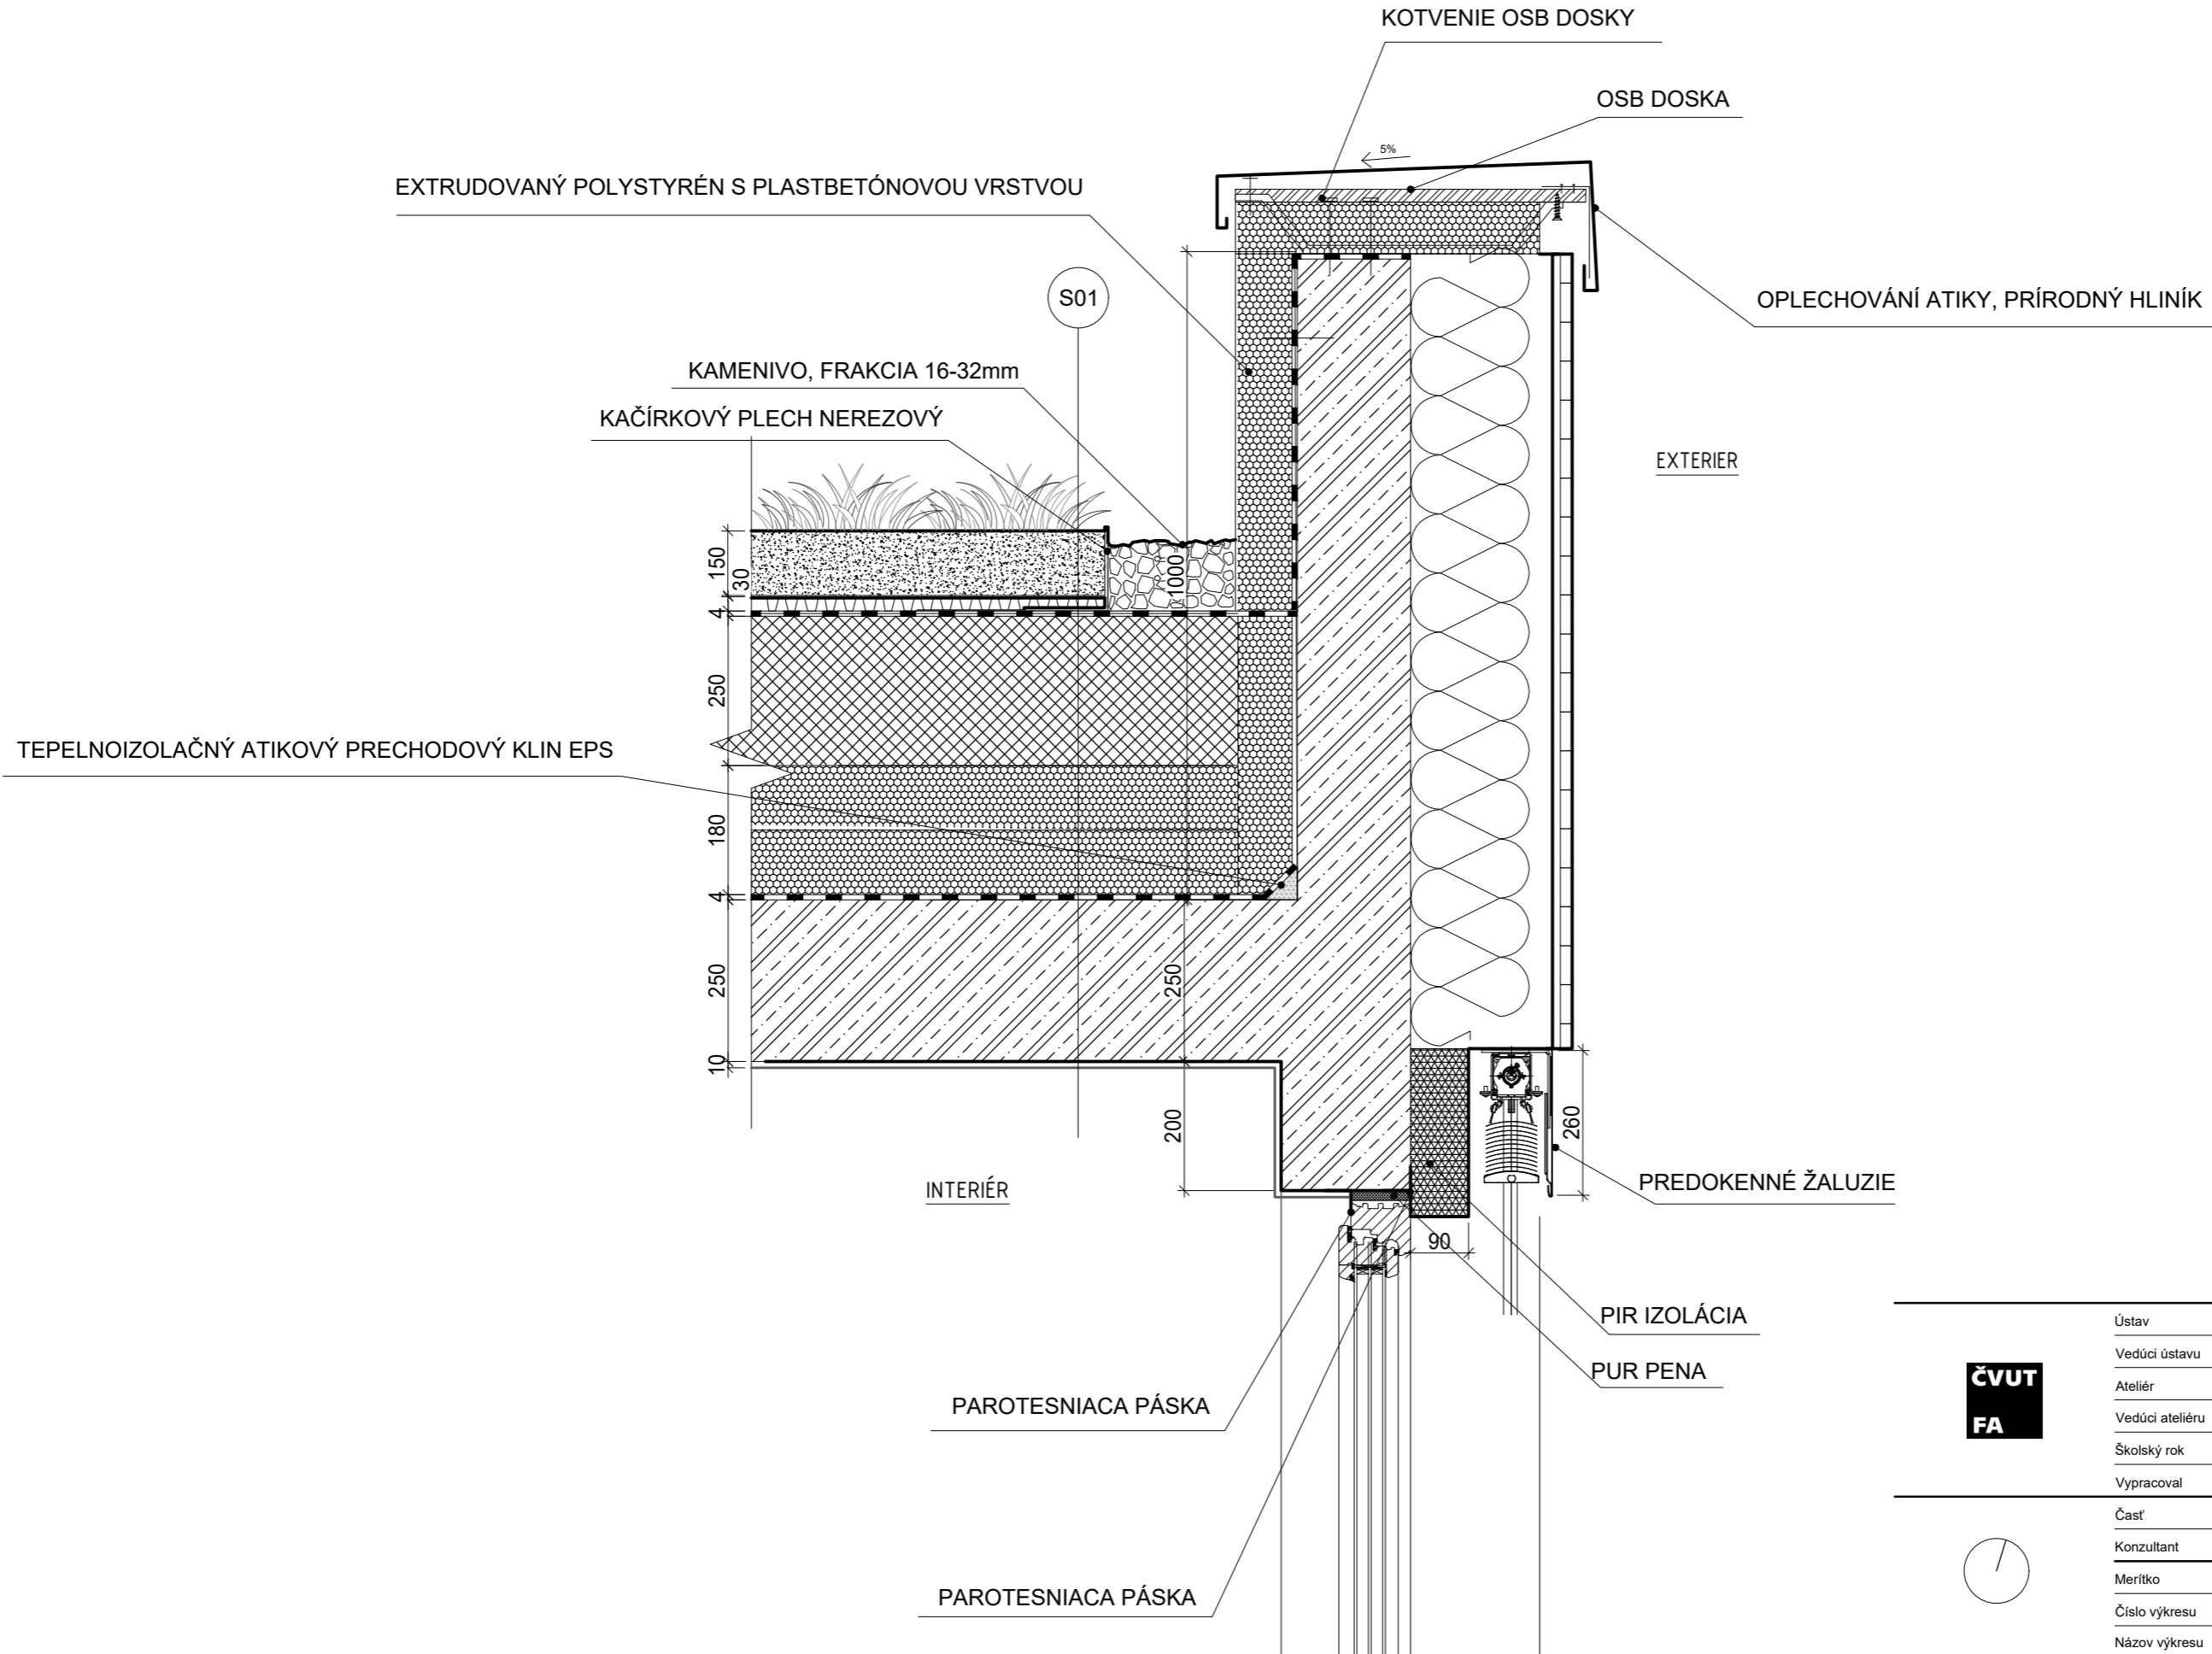 KOTVENIE OSB DOSKY
OSB DOSKA
5%
EXTRUDOVANÝ POLYSTYRÉN S PLASTBETÓNOVOU VRSTVOU
S01
OPLECHOVÁNÍ ATIKY, PRÍRODNÝ HLINÍK
KAMENIVO, FRAKCIA 16-32mm
KAČÍRKOVÝ PLECH NEREZOVÝ
EXTERIER
150
30
1000
4
250
TEPELNOIZOLAČNÝ ATIKOVÝ PRECHODOVÝ KLIN EPS
180
4
250
250
10
200
260
INTERIÉR
PREDOKENNÉ ŽALUZIE
90
PIR IZOLÁCIA
PUR PENA
PAROTESNIACA PÁSKA
PAROTESNIACA PÁSKA
ČVUT
FA
Ústav
Vedúci ústavu
Ateliér
Vedúci ateliéru
Školský rok
Vypracoval
Časť
Konzultant
Merítko
Číslo výkresu
Názov výkresu